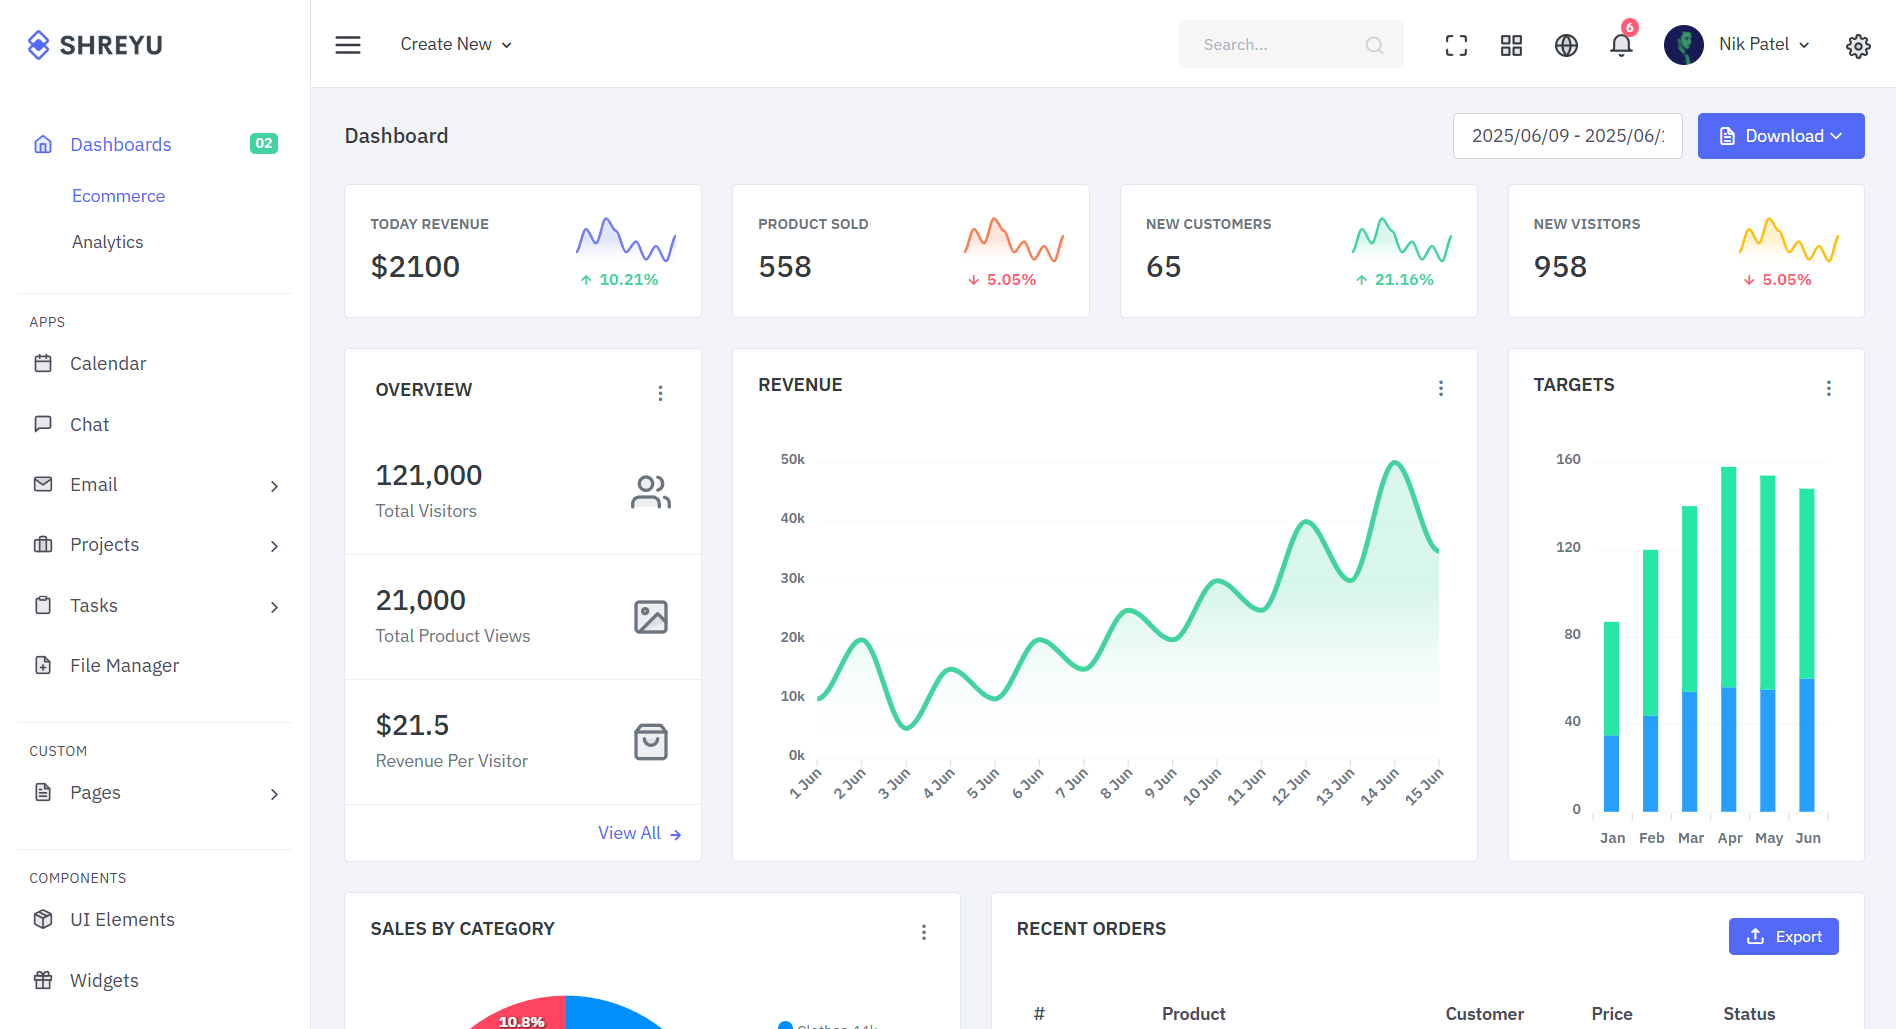 SHREYU
Create New
Search...
6
Nik Patel
Dashboards
02
Ecommerce
Analytics
APPS
Calendar
Chat
Email
Projects
Tasks
File Manager
CUSTOM
Pages
COMPONENTS
UI Elements
Widgets
Dashboard
2025/06/09 - 2025/06/
Download
TODAY REVENUE
$2100
10.21%
PRODUCT SOLD
558
5.05%
NEW CUSTOMERS
65
21.16%
NEW VISITORS
958
5.05%
OVERVIEW
121,000
Total Visitors
21,000
Total Product Views
$21.5
Revenue Per Visitor
View All
REVENUE
50k
40k
30k
20k
10k
0k
1 Jun 2 Jun 3 Jun 4 Jun 5 Jun 6 Jun 7 Jun 8 Jun 9 Jun 10 Jun 11 Jun 12 Jun 13 Jun 14 Jun 15 Jun
TARGETS
160
120
80
40
0
Jan Feb Mar Apr May Jun
SALES BY CATEGORY
10.8%
Clothes 44k
RECENT ORDERS
Export
# Product Customer Price Status